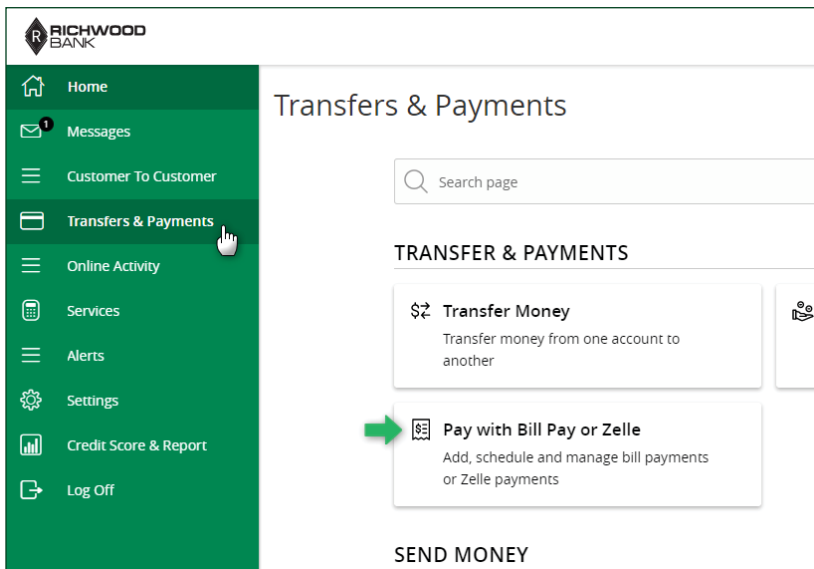 R
RICHWOOD
BANK
Home
1
Messages
Customer To Customer
Transfers & Payments
Online Activity
Services
Alerts
Settings
Credit Score & Report
Log Off
Transfers & Payments
Search page
TRANSFER & PAYMENTS
Transfer Money
Transfer money from one account to
another
Pay with Bill Pay or Zelle
Add, schedule and manage bill payments
or Zelle payments
SEND MONEY